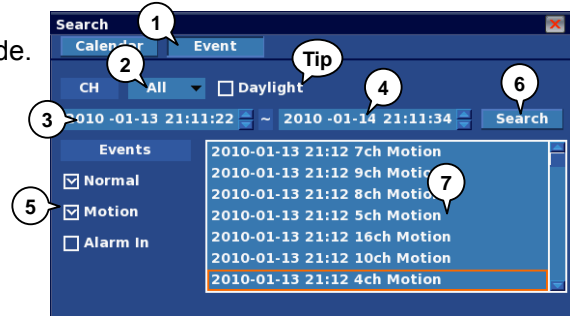 Search
1
de.
Calendar Event
2
Tip
CH All Daylight
4
6
3
2010 -01-13 21:11:22 ~ 2010 -01-14 21:11:34 Search
Events
2010-01-13 21:12 7ch Motion
Normal
2010-01-13 21:12 9ch Motion
7
2010-01-13 21:12 8ch Motion
5
Motion
2010-01-13 21:12 5ch Motion
2010-01-13 21:12 16ch Motion
Alarm In
2010-01-13 21:12 10ch Motion
2010-01-13 21:12 4ch Motion